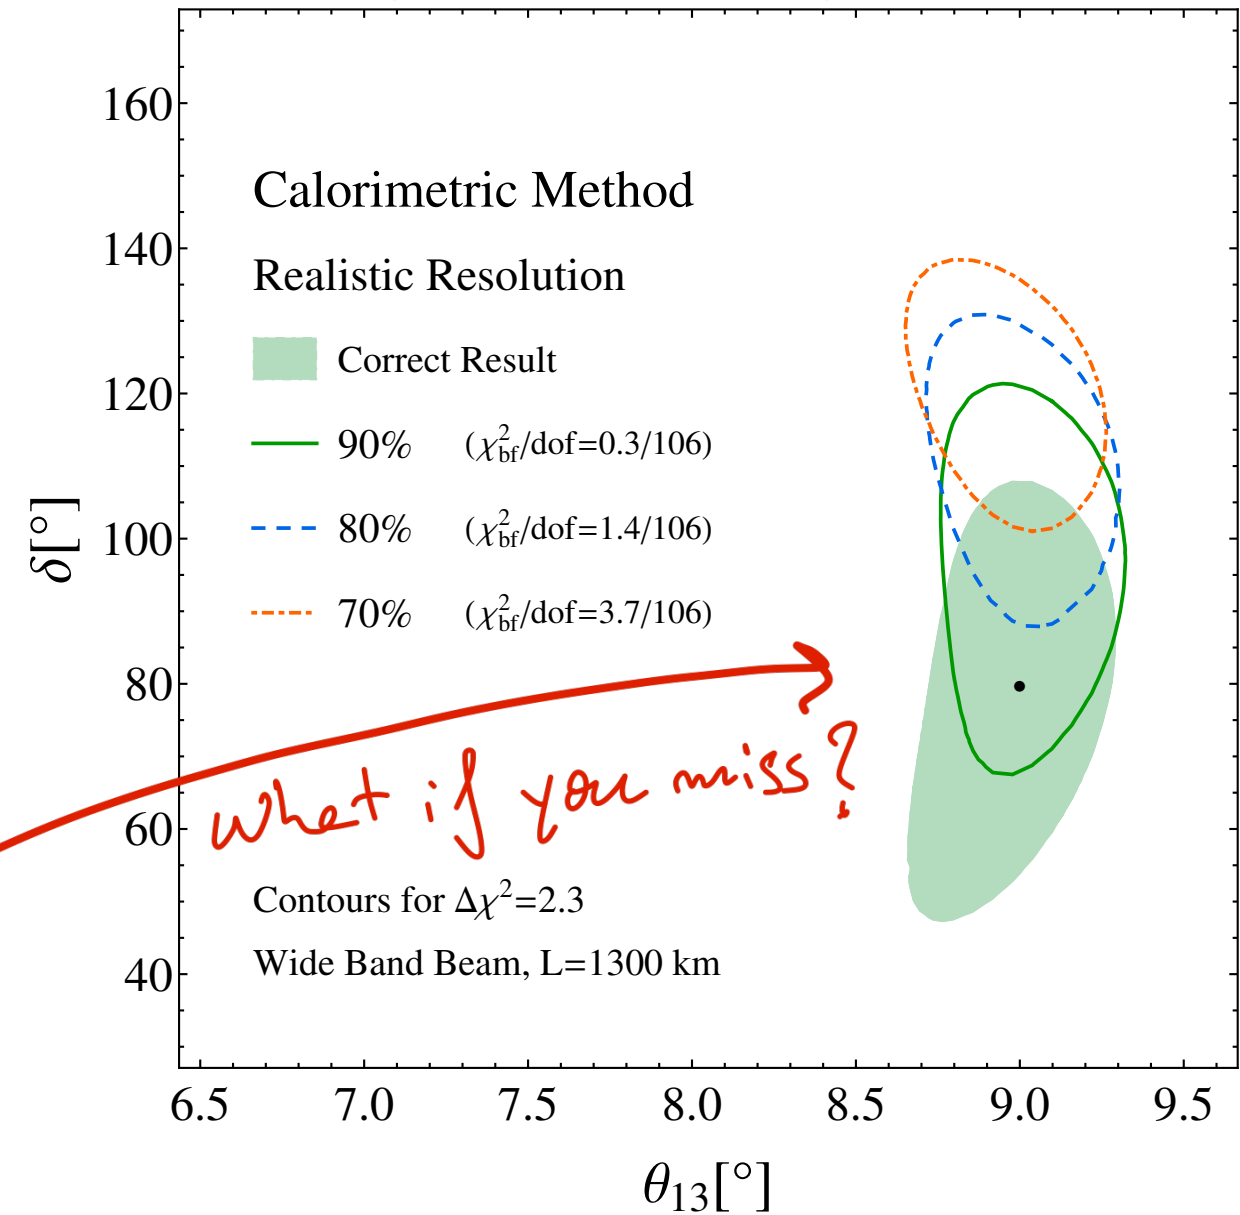 160
Calorimetric Method
140
Realistic Resolution
Correct Result
120
90% (χ²bf/dof=0.3/106)
80% (χ²bf/dof=1.4/106)
100
δ[°]
70% (χ²bf/dof=3.7/106)
80
What if you miss?
60
Contours for Δχ²=2.3
Wide Band Beam, L=1300 km
40
6.5 7.0 7.5 8.0 8.5 9.0 9.5
θ₁₃[°]